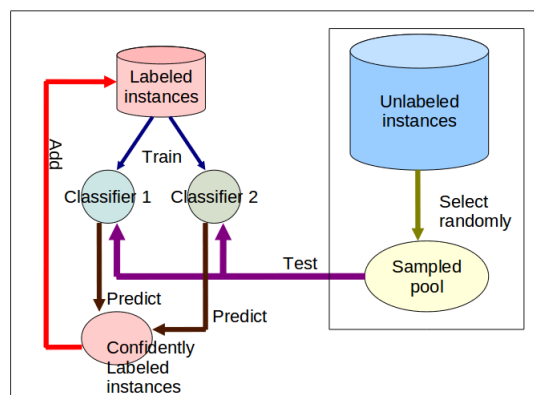 Labeled
instances
Unlabeled
instances
Add
Train
Classifier 1
Classifier 2
Select
randomly
Test
Sampled
pool
Predict
Predict
Confidently
Labeled
instances